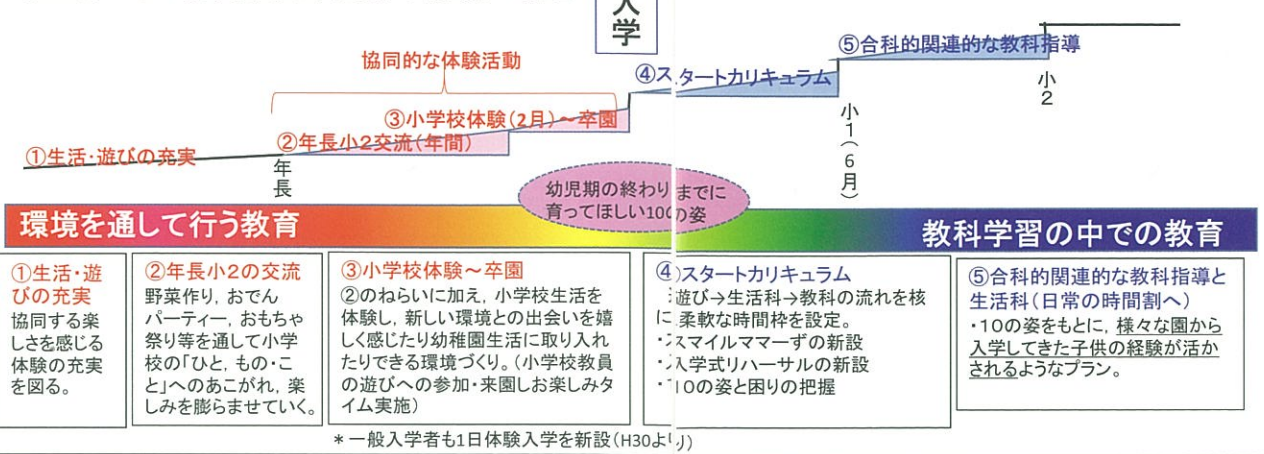 入学
⑤合科的関連的な教科指導
協同的な体験活動
④スタートカリキュラム
小2
③小学校体験(2月)～卒園
②年長小2交流(年間)
小1(6月)
①生活・遊びの充実
年長
幼児期の終わりまでに
育ってほしい10の姿
環境を通して行う教育
教科学習の中での教育
①生活・遊
びの充実
協同する楽
しさを感じる
体験の充実
を図る。
②年長小2の交流
野菜作り,おでん
パーティー,おもちゃ
祭り等を通して小学
校の「ひと,もの・こ
と」へのあこがれ,楽
しみを膨らませていく。
③小学校体験～卒園
②のねらいに加え,小学校生活を
体験し,新しい環境との出会いを嬉
しく感じたり幼稚園生活に取り入れ
たりできる環境づくり。(小学校教員
の遊びへの参加・来園しお楽しみタ
イム実施)
④スタートカリキュラム
遊び→生活科→教科の流れを核
に柔軟な時間枠を設定。
・スマイルママーずの新設
・入学式リハーサルの新設
・10の姿と困りの把握
⑤合科的関連的な教科指導と
生活科(日常の時間割へ)
・10の姿をもとに,様々な園から
入学してきた子供の経験が活か
されるようなプラン。
*一般入学者も1日体験入学を新設(H30より)